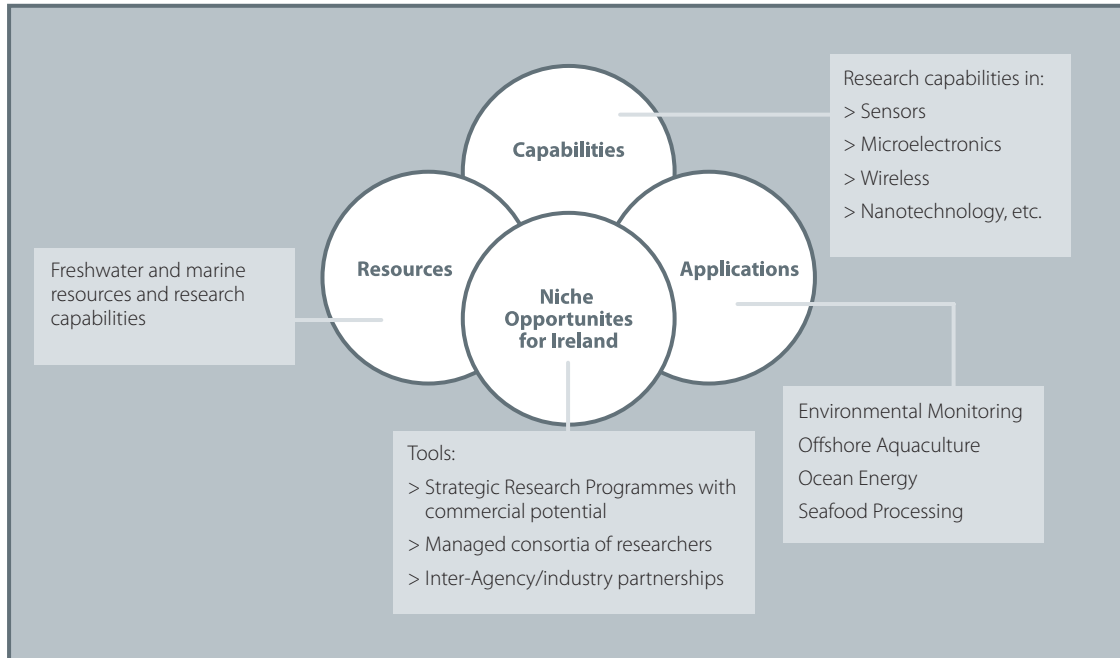 Capabilities
Research capabilities in:
> Sensors
> Microelectronics
> Wireless
> Nanotechnology, etc.
Resources
Applications
Freshwater and marine
resources and research
capabilities
Niche
Opportunites
for Ireland
Environmental Monitoring
Offshore Aquaculture
Ocean Energy
Seafood Processing
Tools:
> Strategic Research Programmes with
commercial potential
> Managed consortia of researchers
> Inter-Agency/industry partnerships